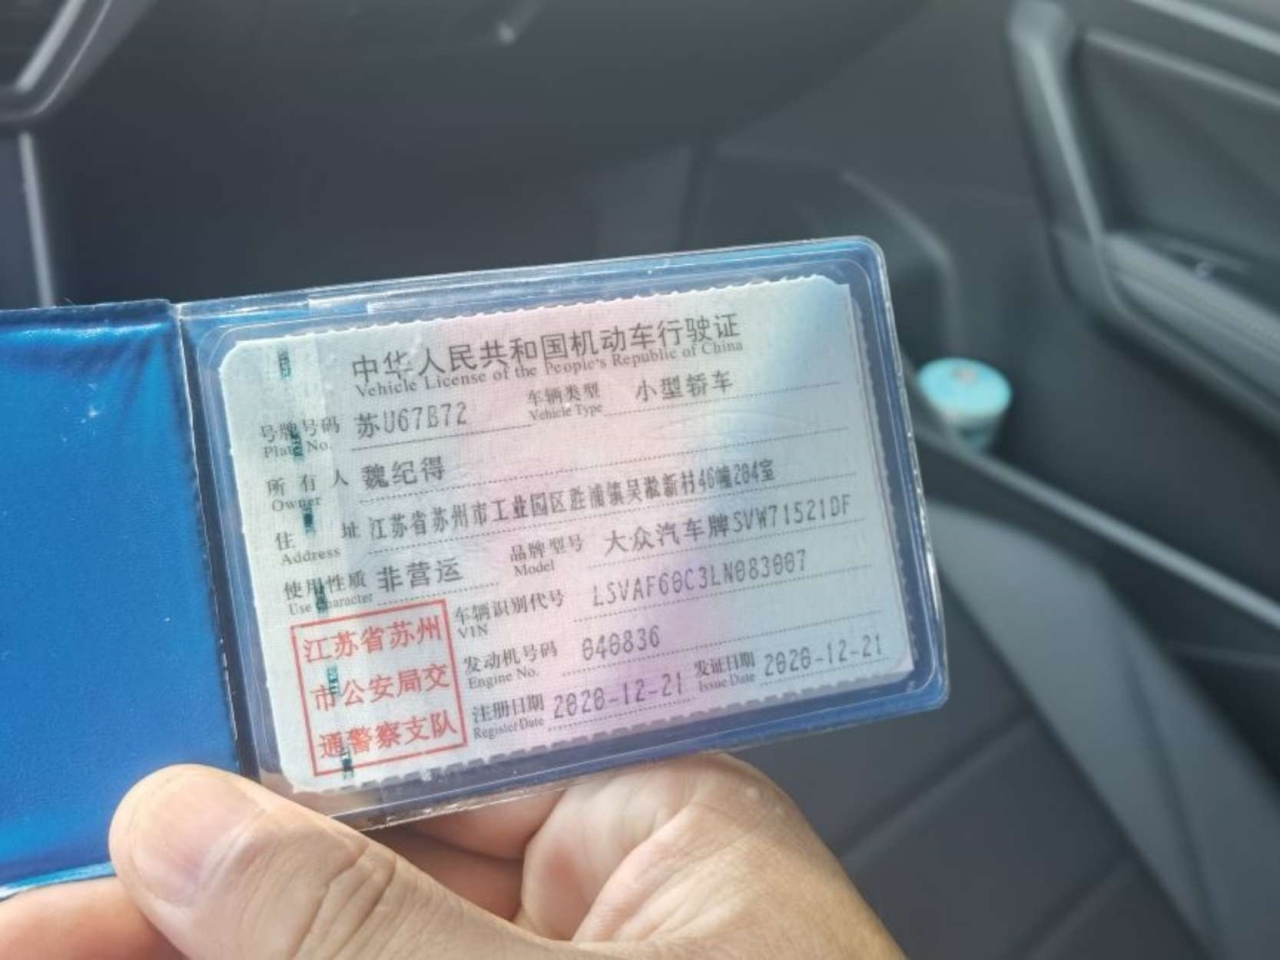 中华人民共和国机动车行驶证
Vehicle License of the People's Republic of China
号牌号码 苏U67B72 车辆类型 小型轿车
Plate No. Vehicle Type
所有人 魏纪得
Owner
住址 江苏省苏州市工业园区胜浦镇吴淞新村46幢204室
Address
使用性质 非营运 品牌型号 大众汽车牌SVW71521DF
Use Character Model
车辆识别代号 LSVAF60C3LN083007
VIN
发动机号码 040836
Engine No.
注册日期 2020-12-21 发证日期 2020-12-21
Register Date Issue Date
江苏省苏州
市公安局交
通警察支队